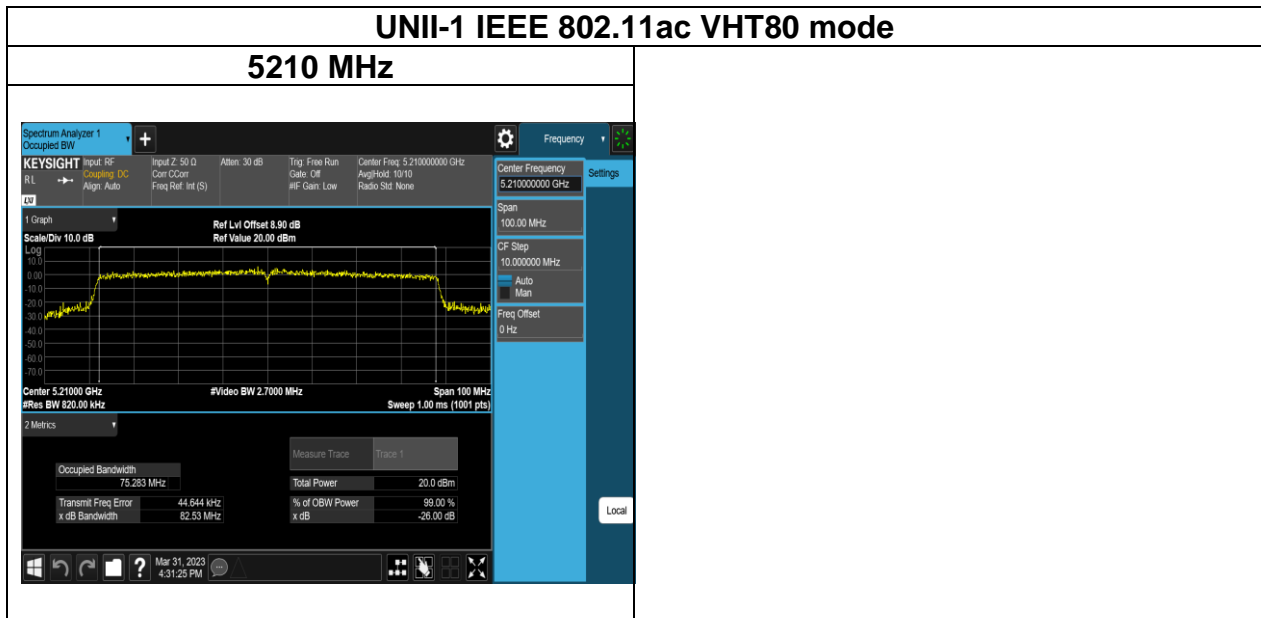 UNII-1 IEEE 802.11ac VHT80 mode
5210 MHz
Spectrum Analyzer 1
Occupied BW
+
Frequency
KEYSIGHT
RL
Input: RF
Coupling: DC
Align: Auto
Input Z: 50 Ω
Corr CCorr
Freq Ref: Int (S)
Atten: 30 dB
Trig: Free Run
Gate: Off
#IF Gain: Low
Center Freq: 5.210000000 GHz
Avg|Hold: 10/10
Radio Std: None
LXI
Center Frequency
5.210000000 GHz
Settings
Span
100.00 MHz
CF Step
10.000000 MHz
Auto
Man
Freq Offset
0 Hz
1 Graph
Scale/Div 10.0 dB
Ref Lvl Offset 8.90 dB
Ref Value 20.00 dBm
Log
10.0
0.00
-10.0
-20.0
-30.0
-40.0
-50.0
-60.0
-70.0
Center 5.21000 GHz
#Res BW 820.00 kHz
#Video BW 2.7000 MHz
Span 100 MHz
Sweep 1.00 ms (1001 pts)
2 Metrics
Measure Trace Trace 1
Occupied Bandwidth
75.283 MHz
Total Power 20.0 dBm
Transmit Freq Error 44.644 kHz
% of OBW Power 99.00 %
x dB Bandwidth 82.53 MHz
x dB -26.00 dB
Local
?
Mar 31, 2023
4:31:25 PM